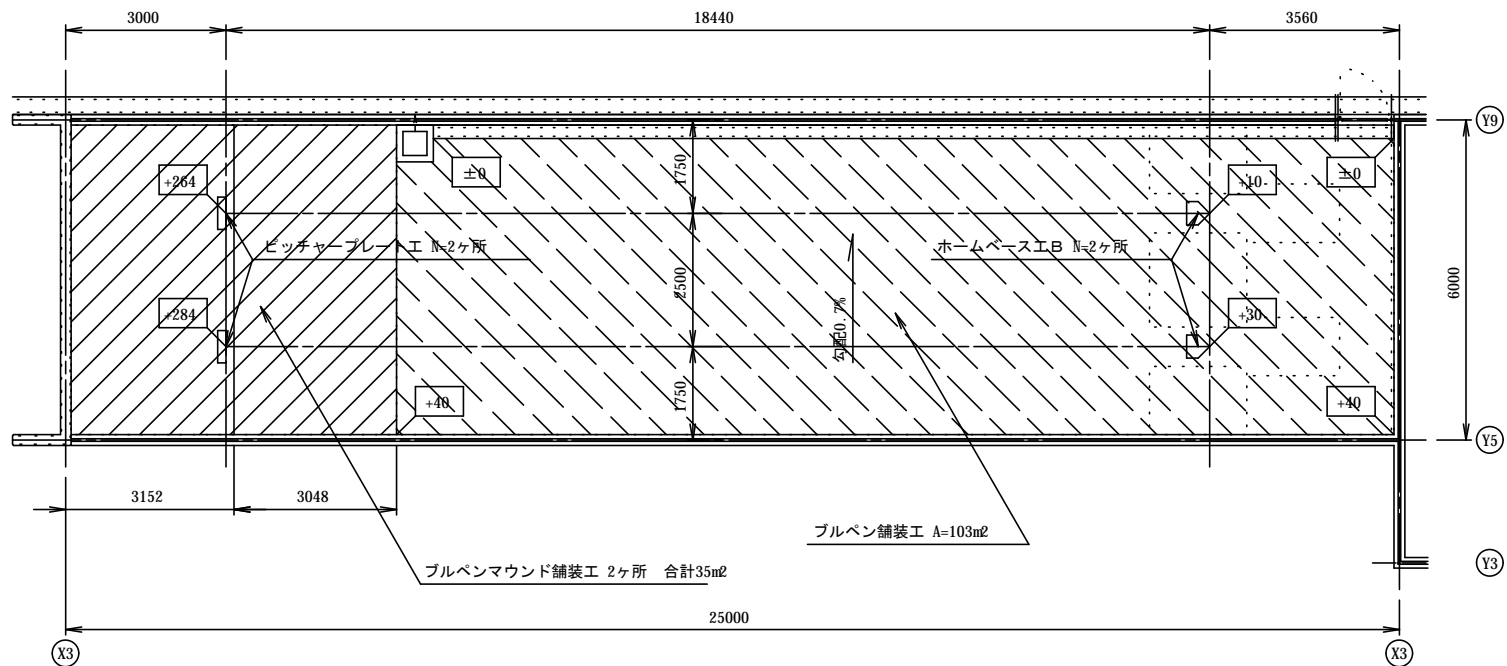 3000
18440
3560
Y9
+264
±0
1750
+10
±0
ピッチャープレート工 N=2ヶ所
ホームベース工B N=2ヶ所
2500
6000
+284
+30
勾配0.7%
+40
1750
+40
Y5
3152
3048
ブルペン舗装工 A=103m2
ブルペンマウンド舗装工 2ヶ所 合計35m2
Y3
25000
X3
X3